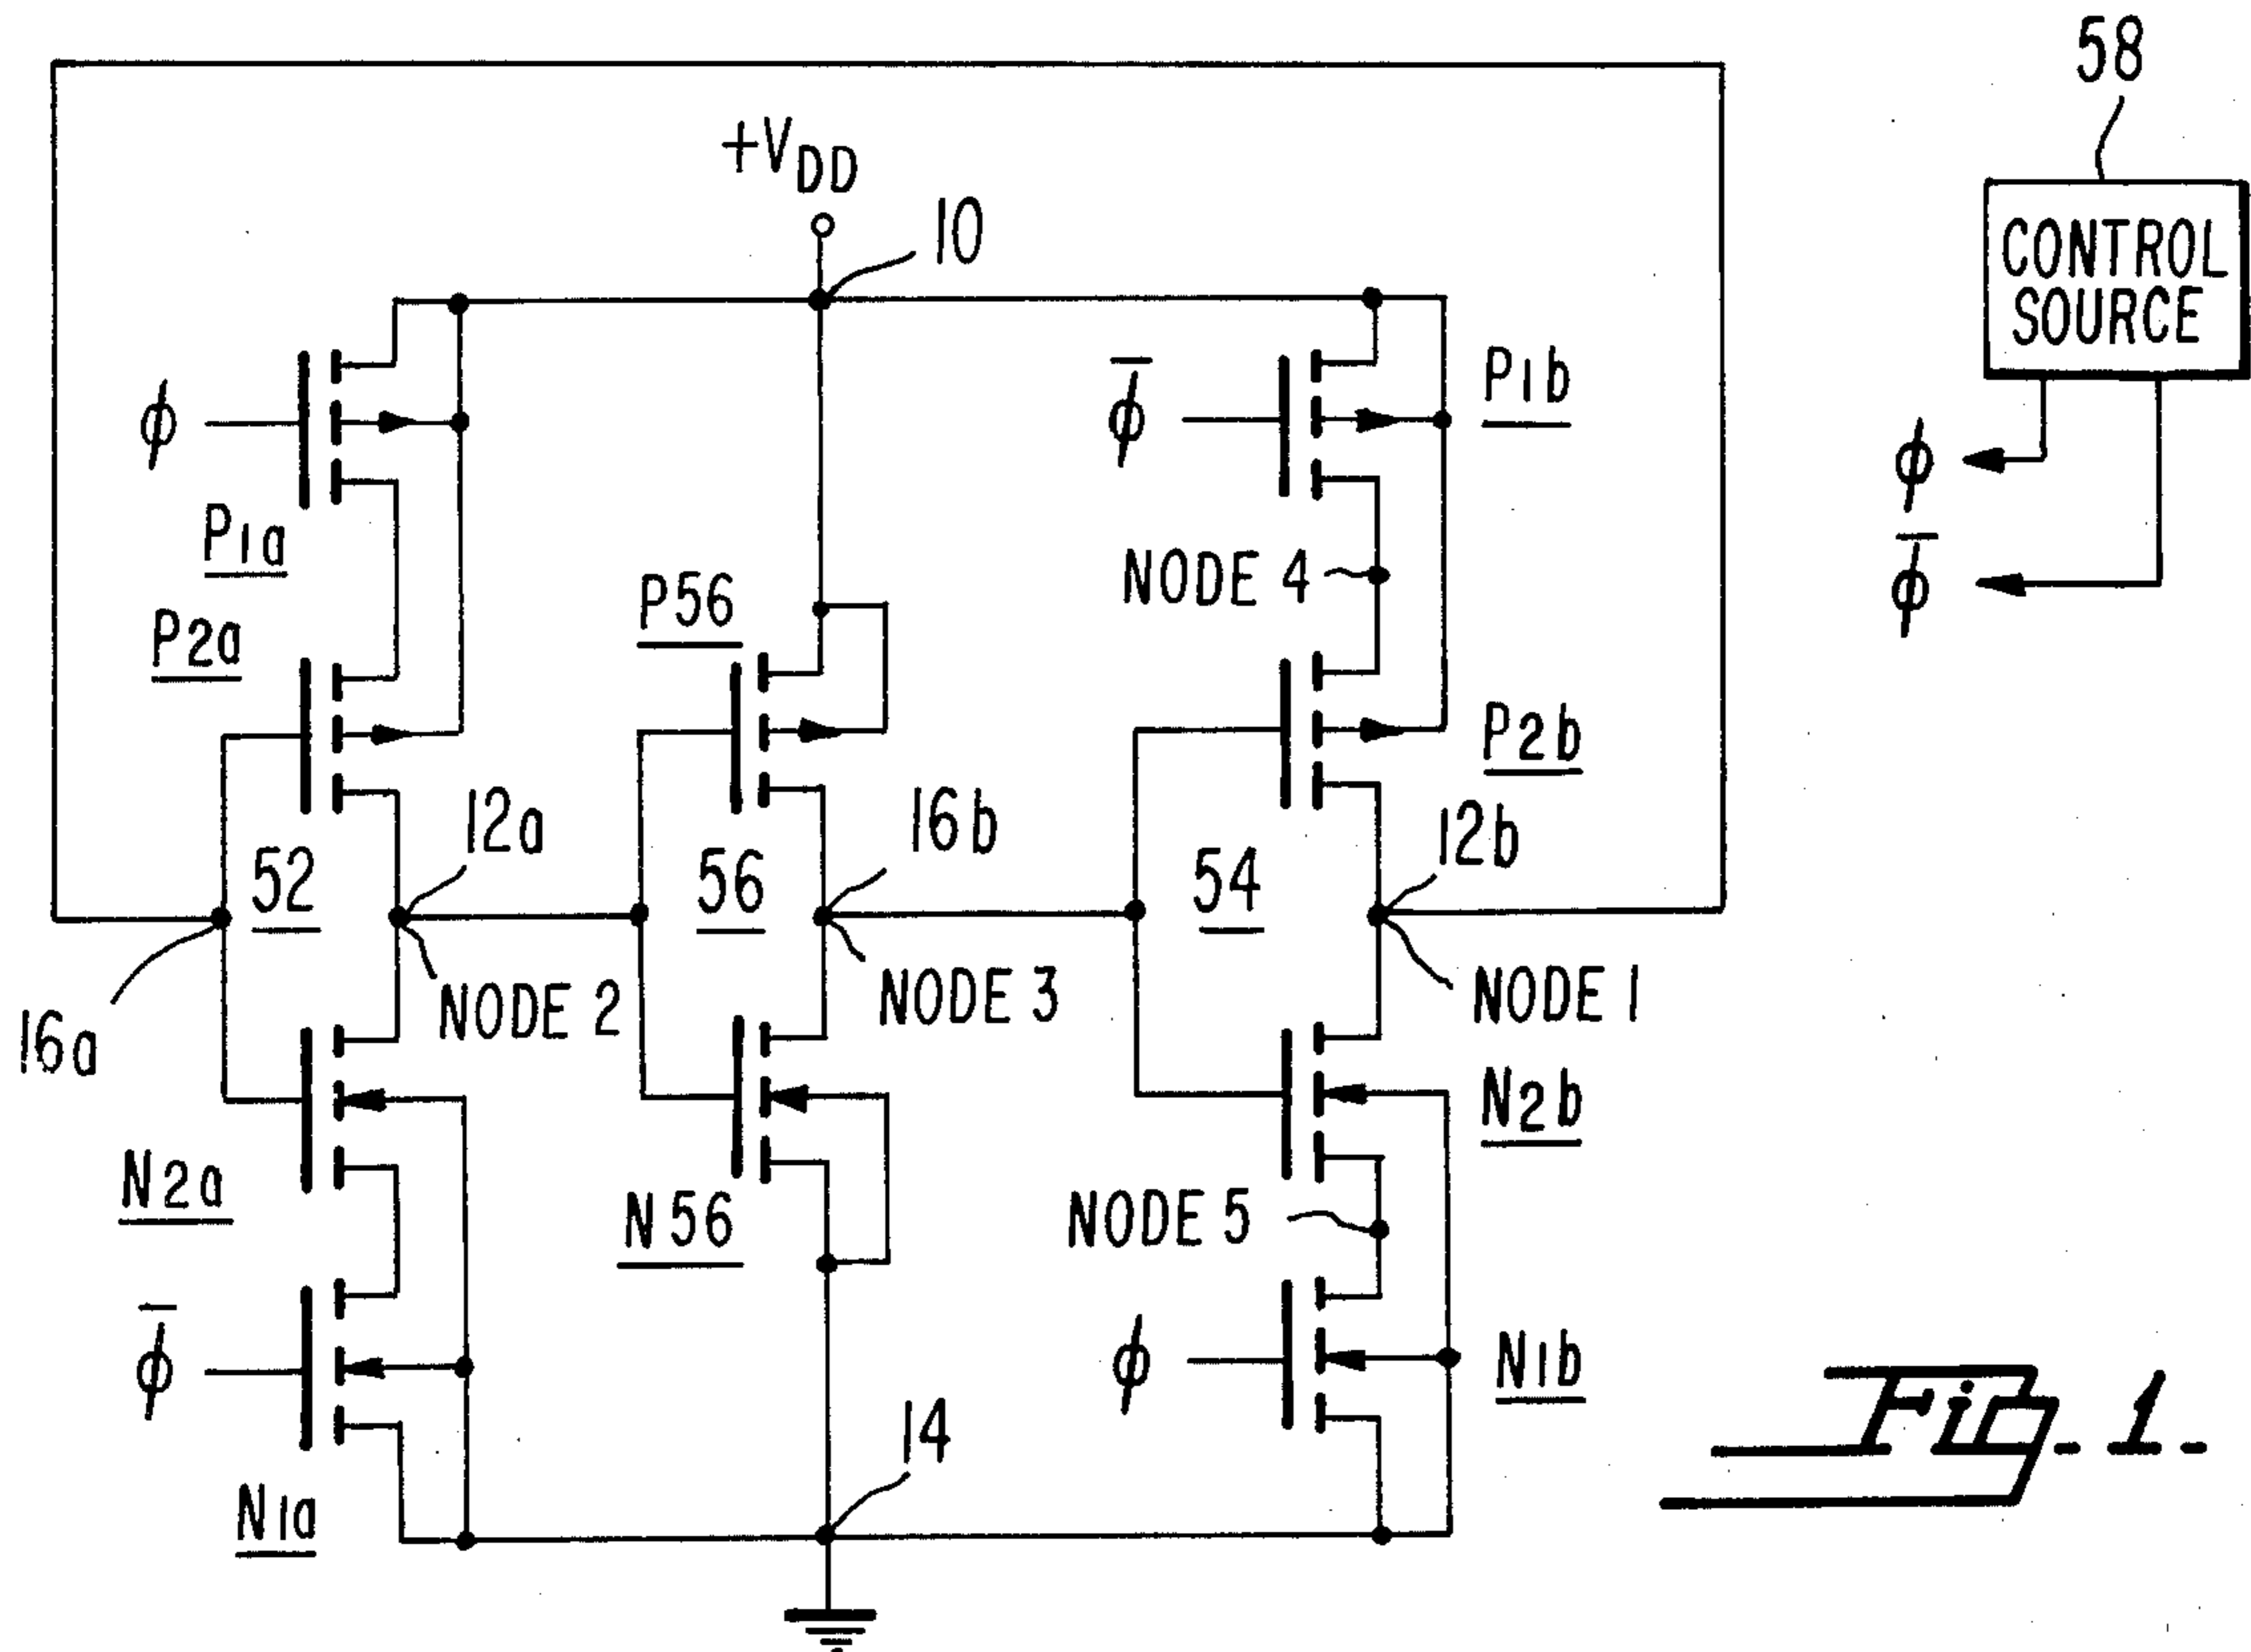 58
+VDD
10
CONTROL
SOURCE
ϕ
P1a
ϕ̅
P1b
ϕ
ϕ̅
P2a
P56
NODE 4
P2b
12a
16b
12b
52
56
54
16a
NODE 2
NODE 3
NODE 1
N2a
N56
N2b
NODE 5
ϕ̅
N1a
14
ϕ
N1b
Fig. 1.